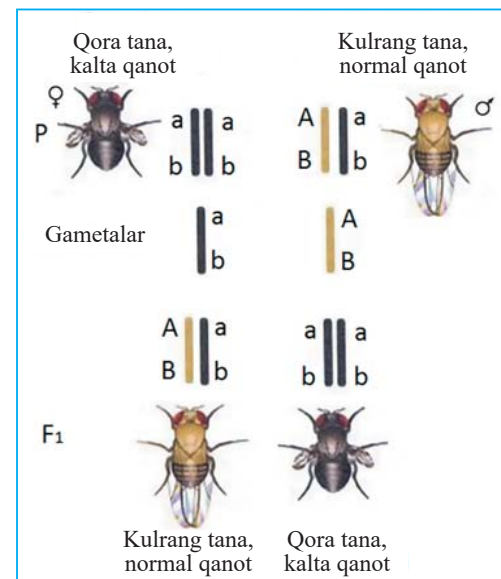 Qora tana,
kalta qanot
Kulrang tana,
normal qanot
♀
♂
P
a a
b b
A a
B b
Gametalar
a
b
A
B
A a
B b
a a
b b
F1
Kulrang tana,
normal qanot
Qora tana,
kalta qanot